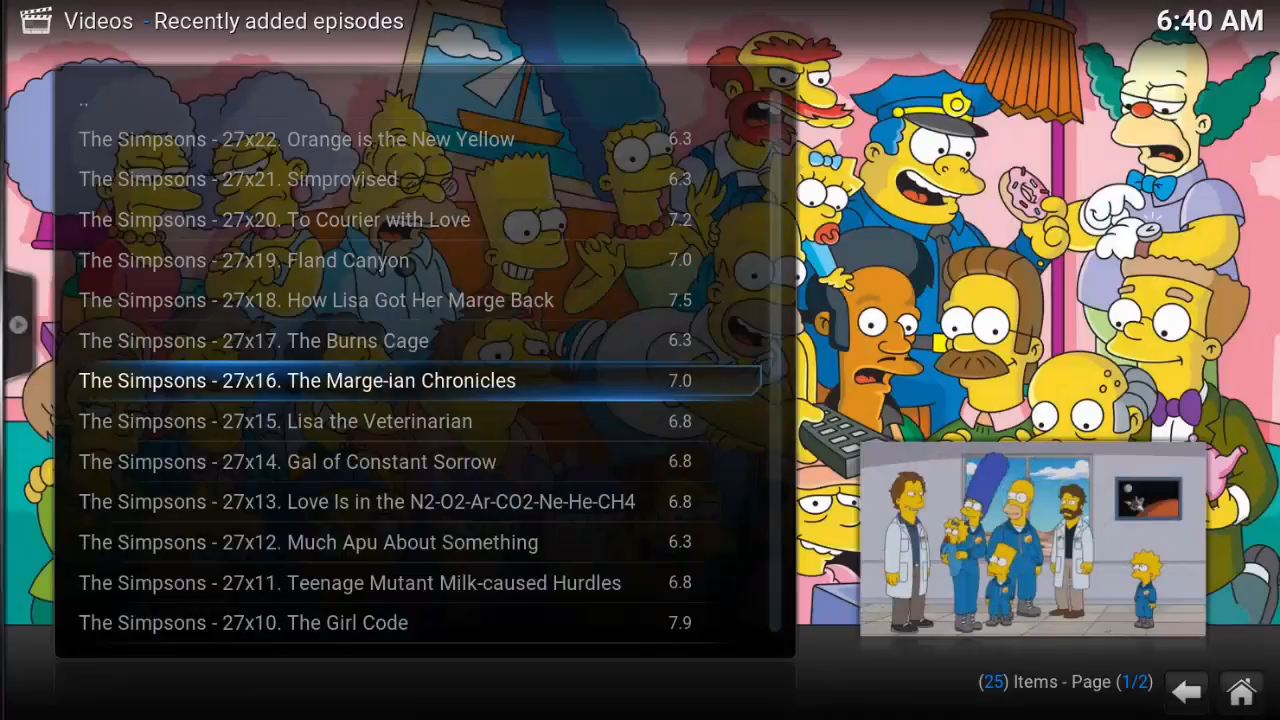 Videos - Recently added episodes
6:40 AM
..
The Simpsons - 27x22. Orange is the New Yellow 6.3
The Simpsons - 27x21. Simprovised 6.3
The Simpsons - 27x20. To Courier with Love 7.2
The Simpsons - 27x19. Fland Canyon 7.0
The Simpsons - 27x18. How Lisa Got Her Marge Back 7.5
The Simpsons - 27x17. The Burns Cage 6.3
The Simpsons - 27x16. The Marge-ian Chronicles 7.0
The Simpsons - 27x15. Lisa the Veterinarian 6.8
The Simpsons - 27x14. Gal of Constant Sorrow 6.8
The Simpsons - 27x13. Love Is in the N2-O2-Ar-CO2-Ne-He-CH4 6.8
The Simpsons - 27x12. Much Apu About Something 6.3
The Simpsons - 27x11. Teenage Mutant Milk-caused Hurdles 6.8
The Simpsons - 27x10. The Girl Code 7.9
(25) Items - Page (1/2)